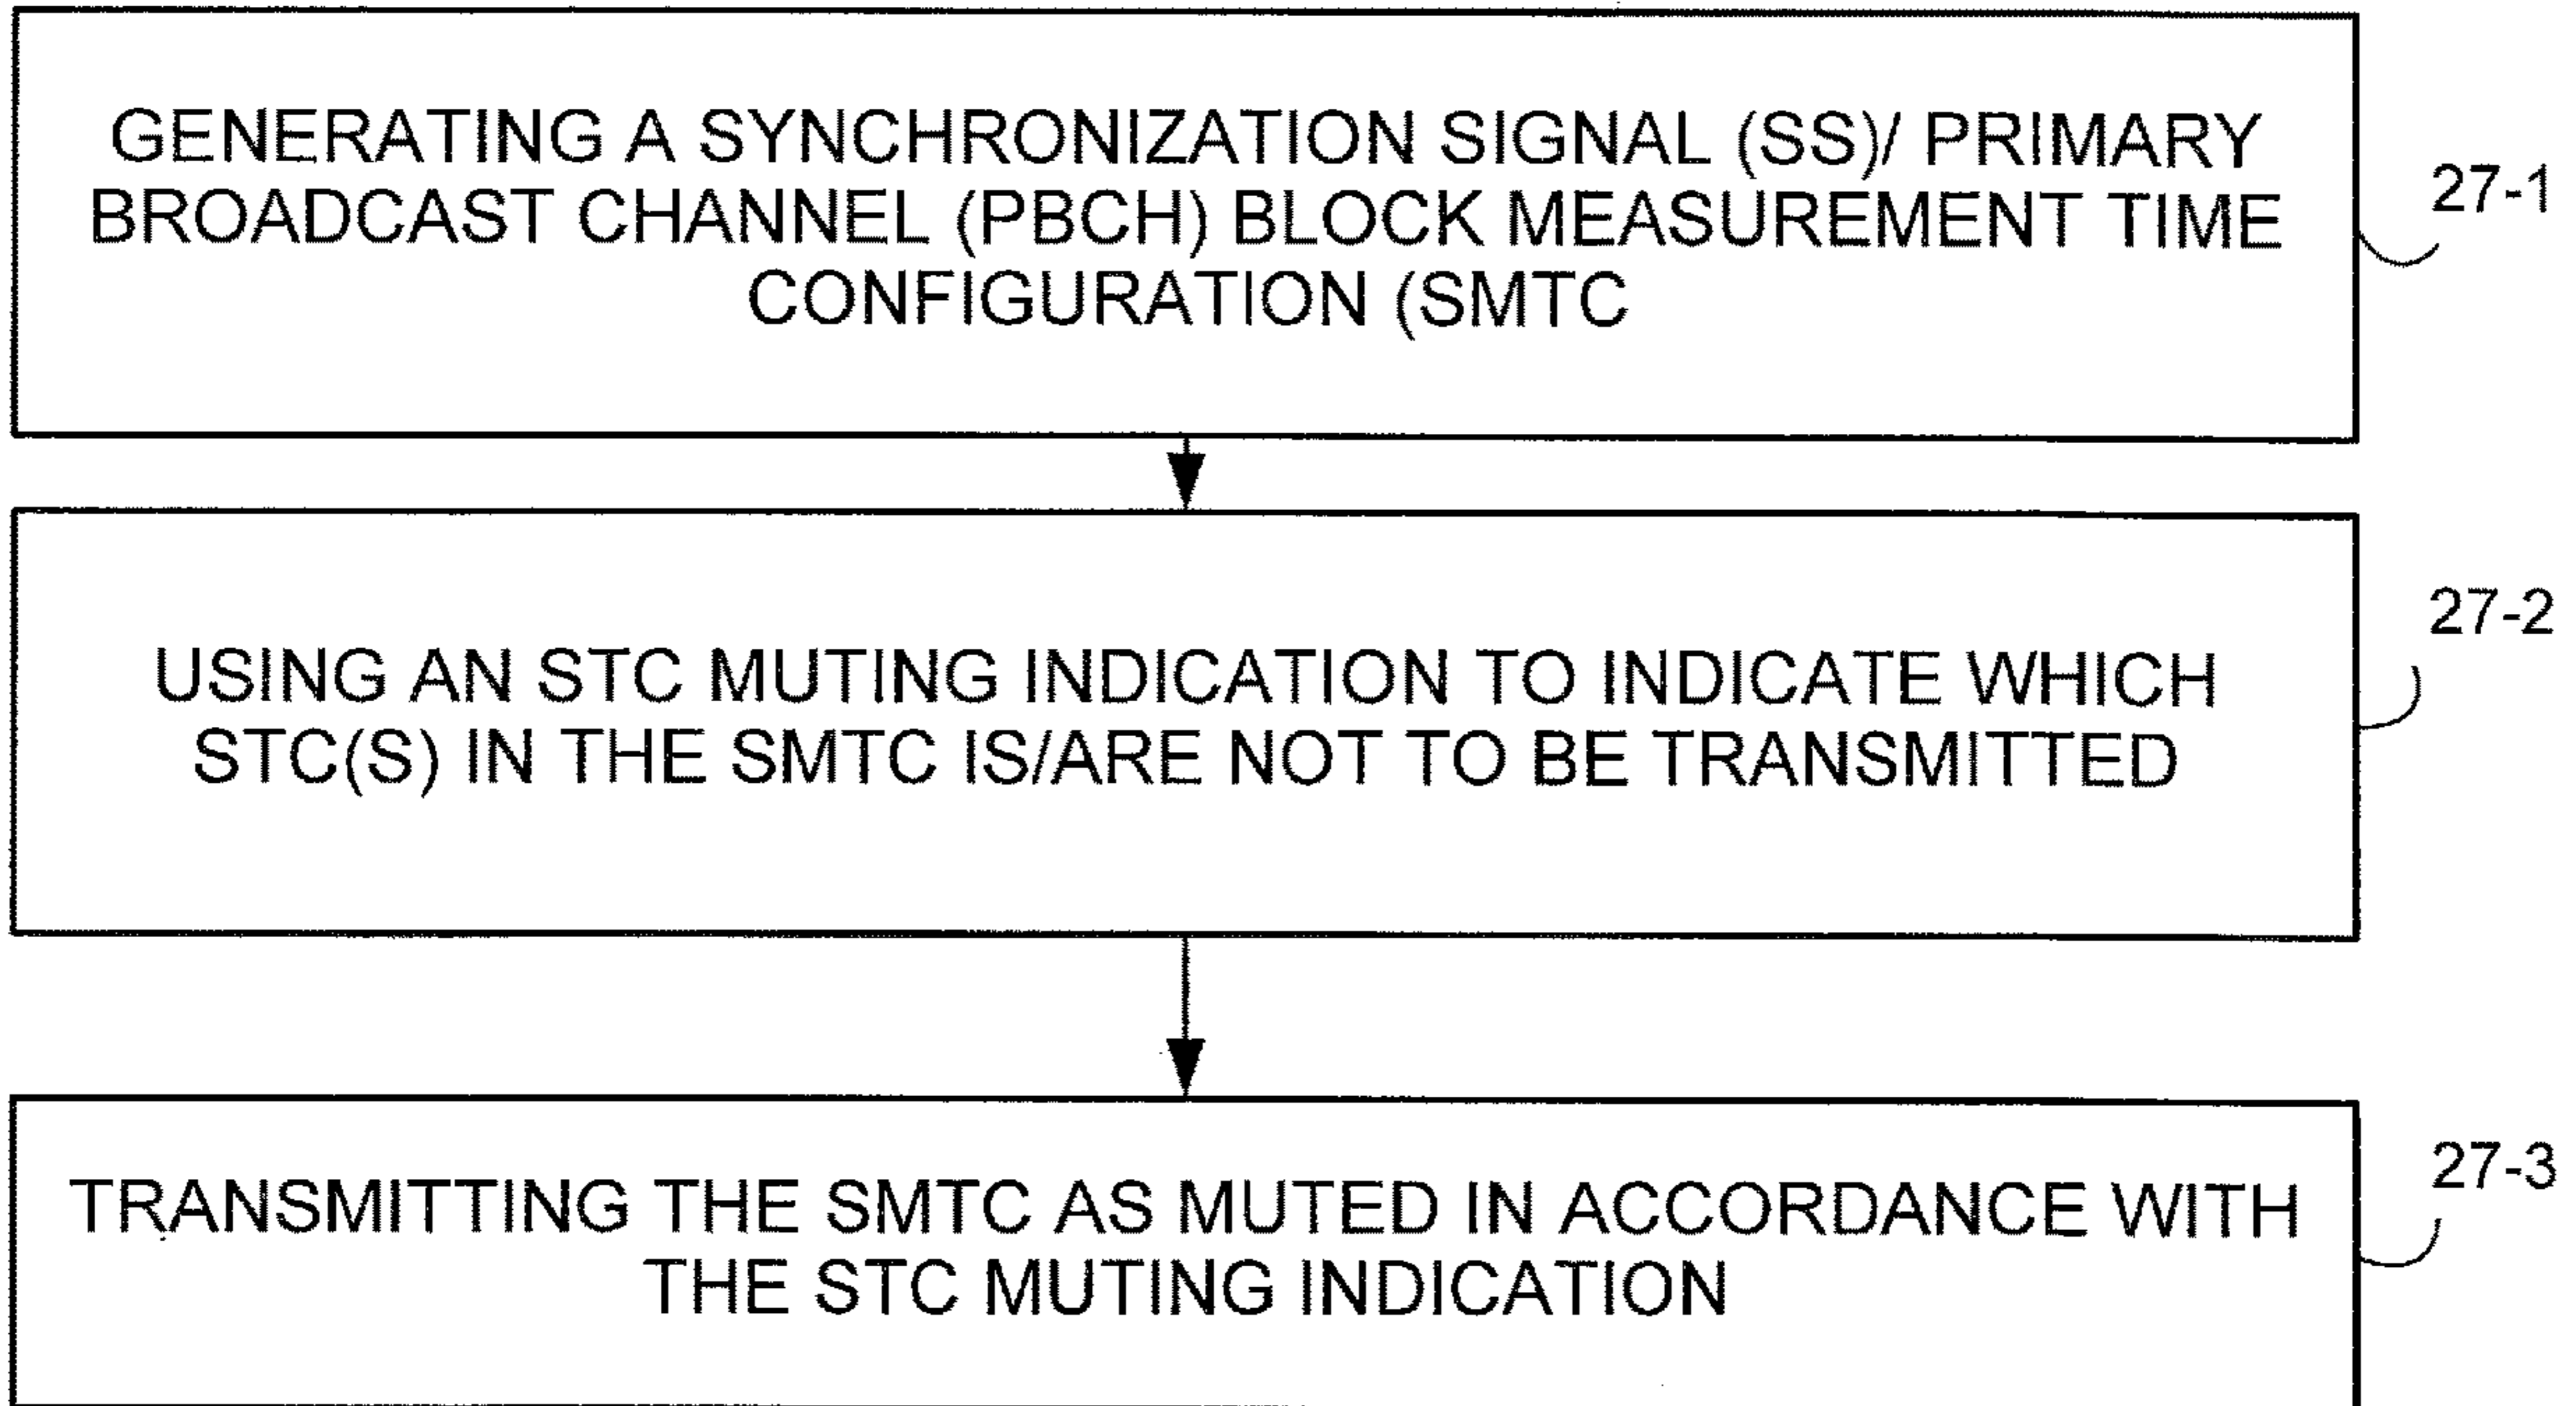 GENERATING A SYNCHRONIZATION SIGNAL (SS)/ PRIMARY
BROADCAST CHANNEL (PBCH) BLOCK MEASUREMENT TIME
CONFIGURATION (SMTC
27-1
USING AN STC MUTING INDICATION TO INDICATE WHICH
STC(S) IN THE SMTC IS/ARE NOT TO BE TRANSMITTED
27-2
TRANSMITTING THE SMTC AS MUTED IN ACCORDANCE WITH
THE STC MUTING INDICATION
27-3